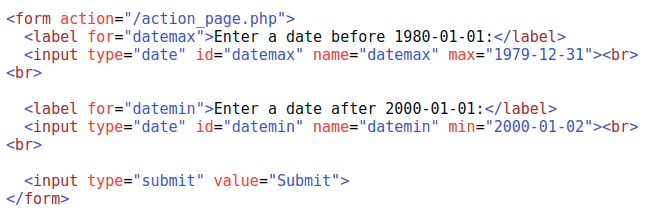 <form action="/action_page.php">
  <label for="datemax">Enter a date before 1980-01-01:</label>
  <input type="date" id="datemax" name="datemax" max="1979-12-31"><br>
<br>
  <label for="datemin">Enter a date after 2000-01-01:</label>
  <input type="date" id="datemin" name="datemin" min="2000-01-02"><br>
<br>
  <input type="submit" value="Submit">
</form>